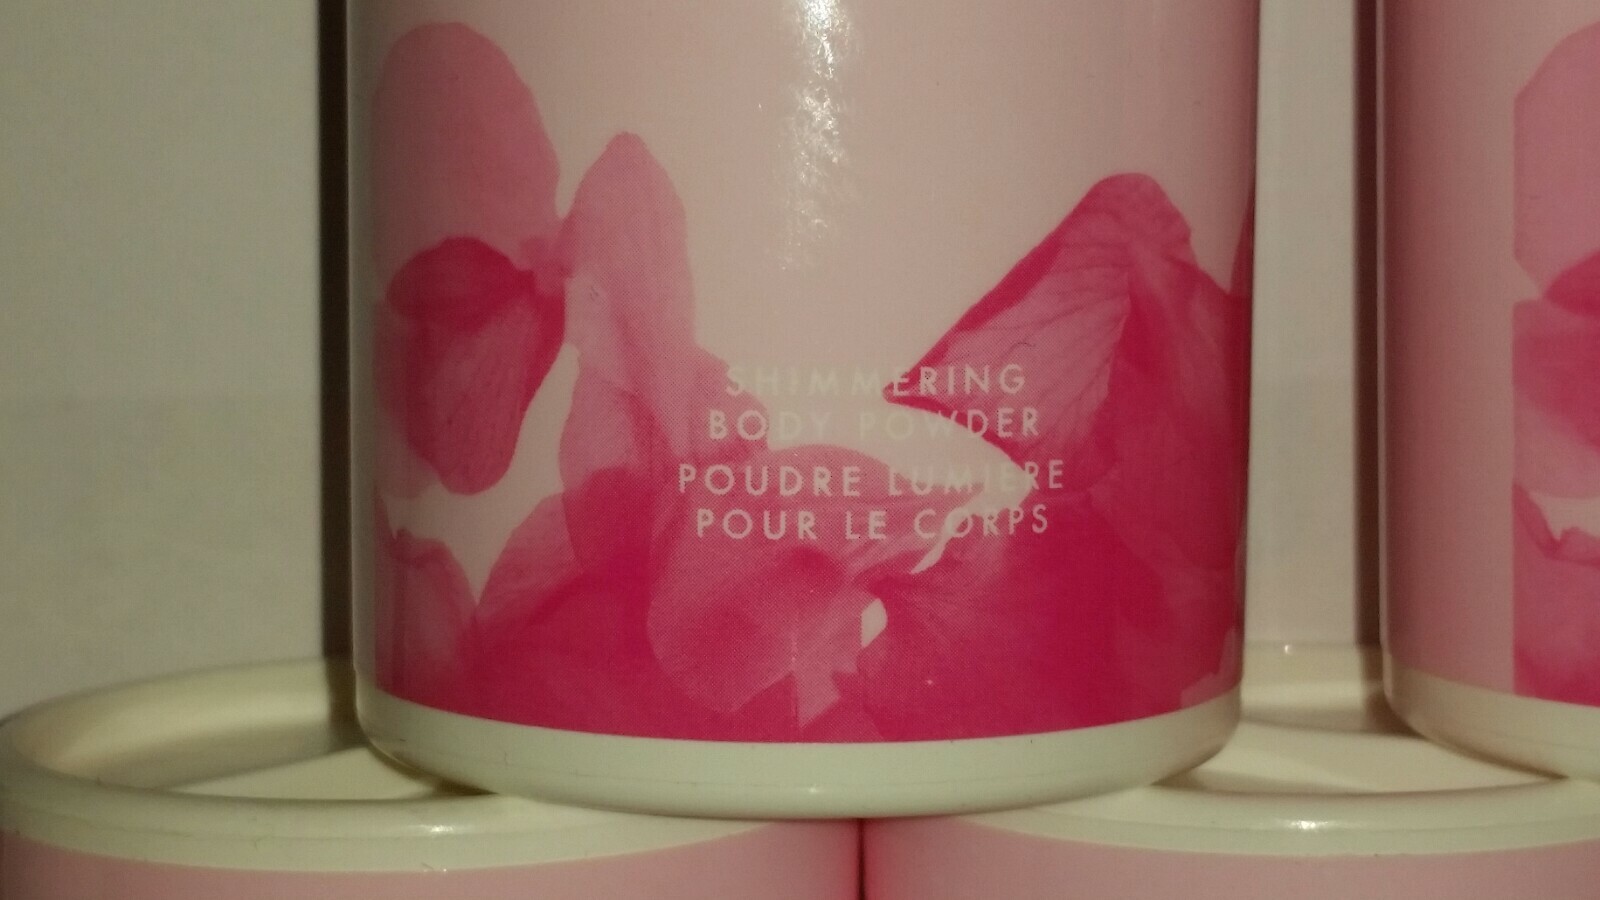 SHIMMERING
BODY POWDER
POUDRE LUMIERE
POUR LE CORPS